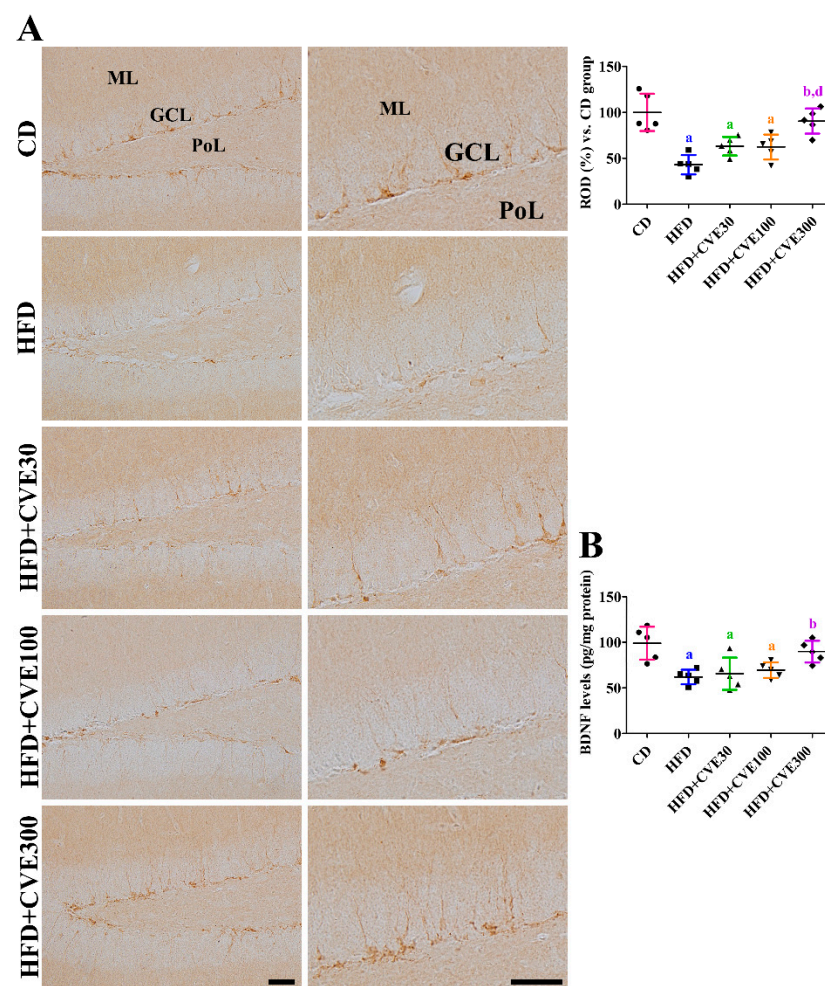 A
CD
ML
GCL
PoL
ML
GCL
PoL
HFD
HFD+CVE30
HFD+CVE100
HFD+CVE300
ROD (%) vs. CD group
150
100
50
0
a
a
a
b,d
CD
HFD
HFD+CVE30
HFD+CVE100
HFD+CVE300
B
BDNF levels (pg/mg protein)
150
100
50
0
a
a
a
b
CD
HFD
HFD+CVE30
HFD+CVE100
HFD+CVE300